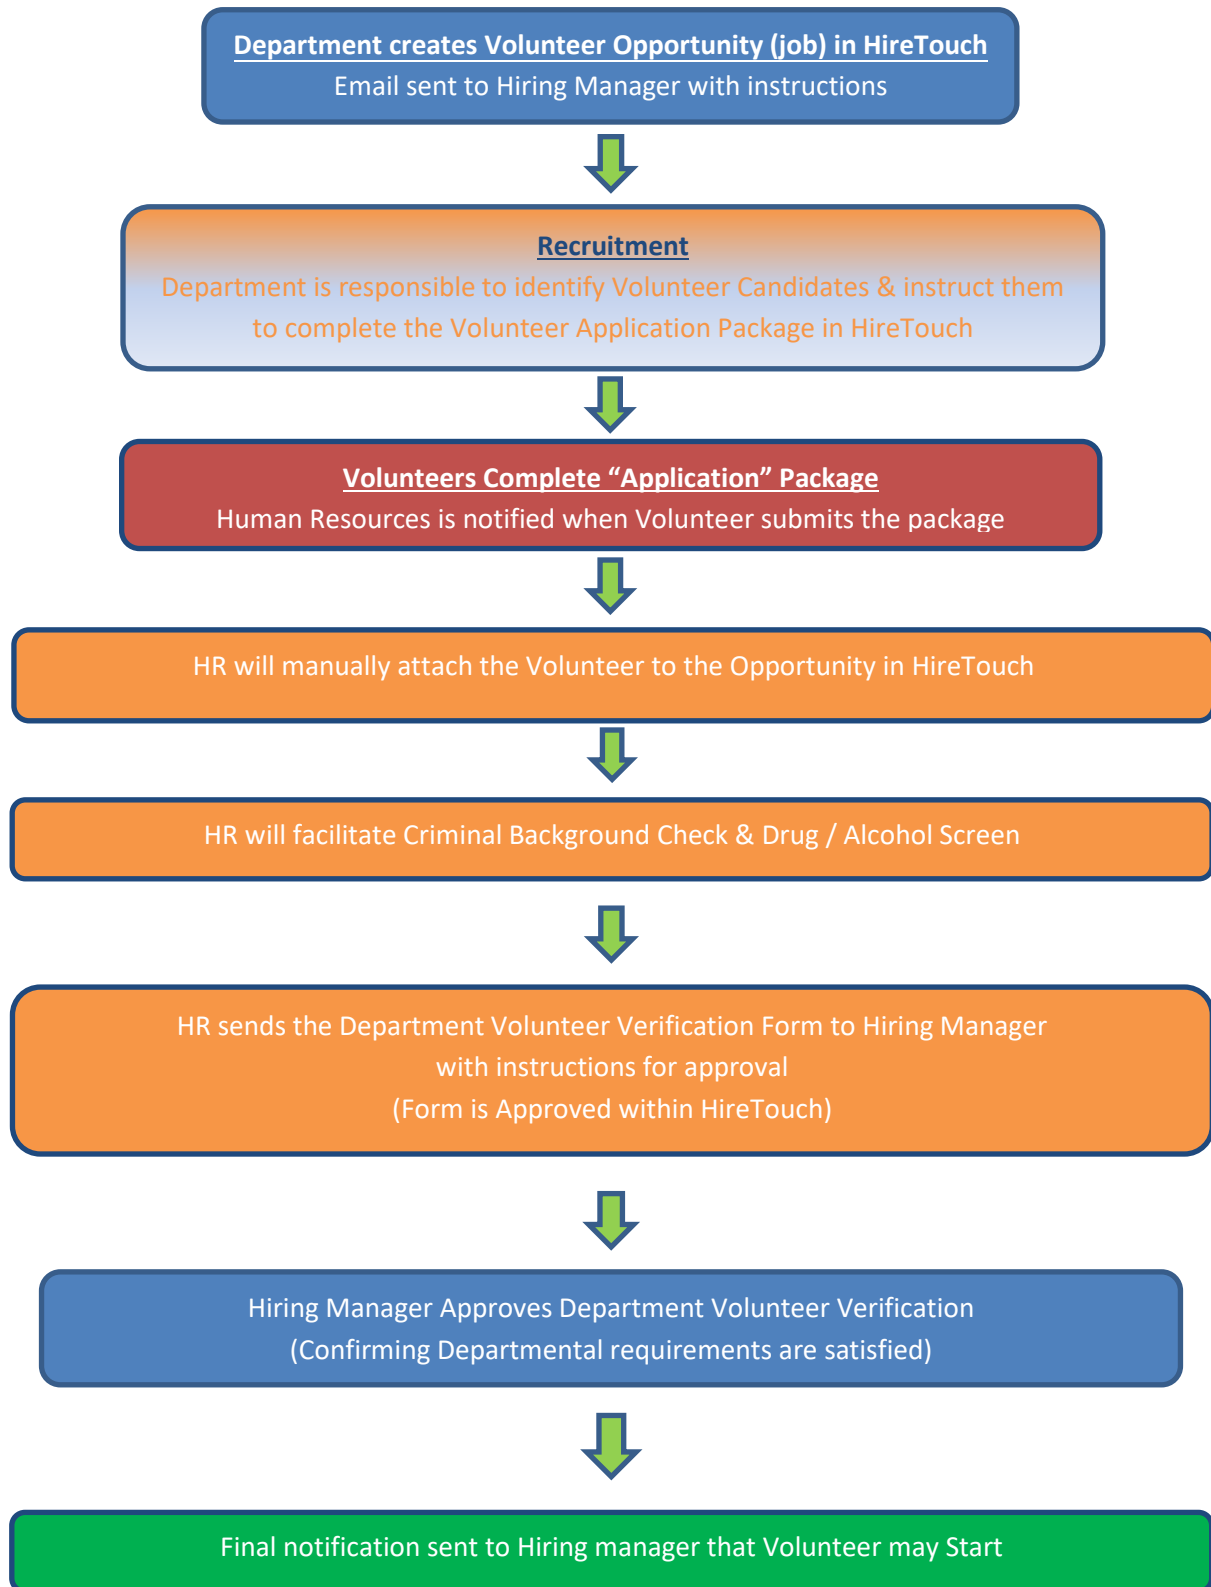 Department creates Volunteer Opportunity (job) in HireTouch
Email sent to Hiring Manager with instructions
Recruitment
Department is responsible to identify Volunteer Candidates & instruct them
to complete the Volunteer Application Package in HireTouch
Volunteers Complete “Application” Package
Human Resources is notified when Volunteer submits the package
HR will manually attach the Volunteer to the Opportunity in HireTouch
HR will facilitate Criminal Background Check & Drug / Alcohol Screen
HR sends the Department Volunteer Verification Form to Hiring Manager
with instructions for approval
(Form is Approved within HireTouch)
Hiring Manager Approves Department Volunteer Verification
(Confirming Departmental requirements are satisfied)
Final notification sent to Hiring manager that Volunteer may Start